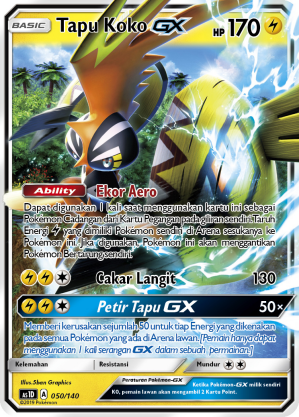 BASIC Tapu Koko GX HP 170
Ability Ekor Aero
Dapat digunakan 1 kali saat menggunakan kartu ini sebagai
Pokémon Cadangan dari Kartu Pegangan pada giliran sendiri. Taruh
Energi yang dimiliki Pokémon sendiri di Arena sesukanya ke
Pokémon ini. Jika digunakan, Pokémon ini akan menggantikan
Pokémon Bertarung sendiri.
Cakar Langit 130
Petir Tapu GX 50×
Memberi kerusakan sejumlah 50 untuk tiap Energi yang dikenakan
pada semua Pokémon yang ada di Arena lawan. [Pemain hanya dapat
menggunakan 1 kali serangan GX dalam sebuah permainan.]
Kelemahan Resistansi Mundur
Illus. 5ban Graphics
AS1D A 050/140
©2019 Pokémon
Peraturan Pokémon-GX
Ketika Pokémon-GX milik sendiri
KO, pemain lawan akan mengambil 2 Kartu Point.